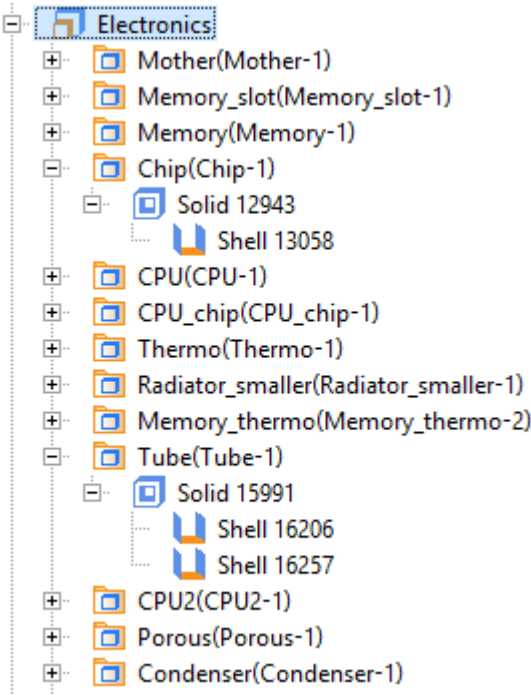 Electronics
Mother(Mother-1)
Memory_slot(Memory_slot-1)
Memory(Memory-1)
Chip(Chip-1)
Solid 12943
Shell 13058
CPU(CPU-1)
CPU_chip(CPU_chip-1)
Thermo(Thermo-1)
Radiator_smaller(Radiator_smaller-1)
Memory_thermo(Memory_thermo-2)
Tube(Tube-1)
Solid 15991
Shell 16206
Shell 16257
CPU2(CPU2-1)
Porous(Porous-1)
Condenser(Condenser-1)